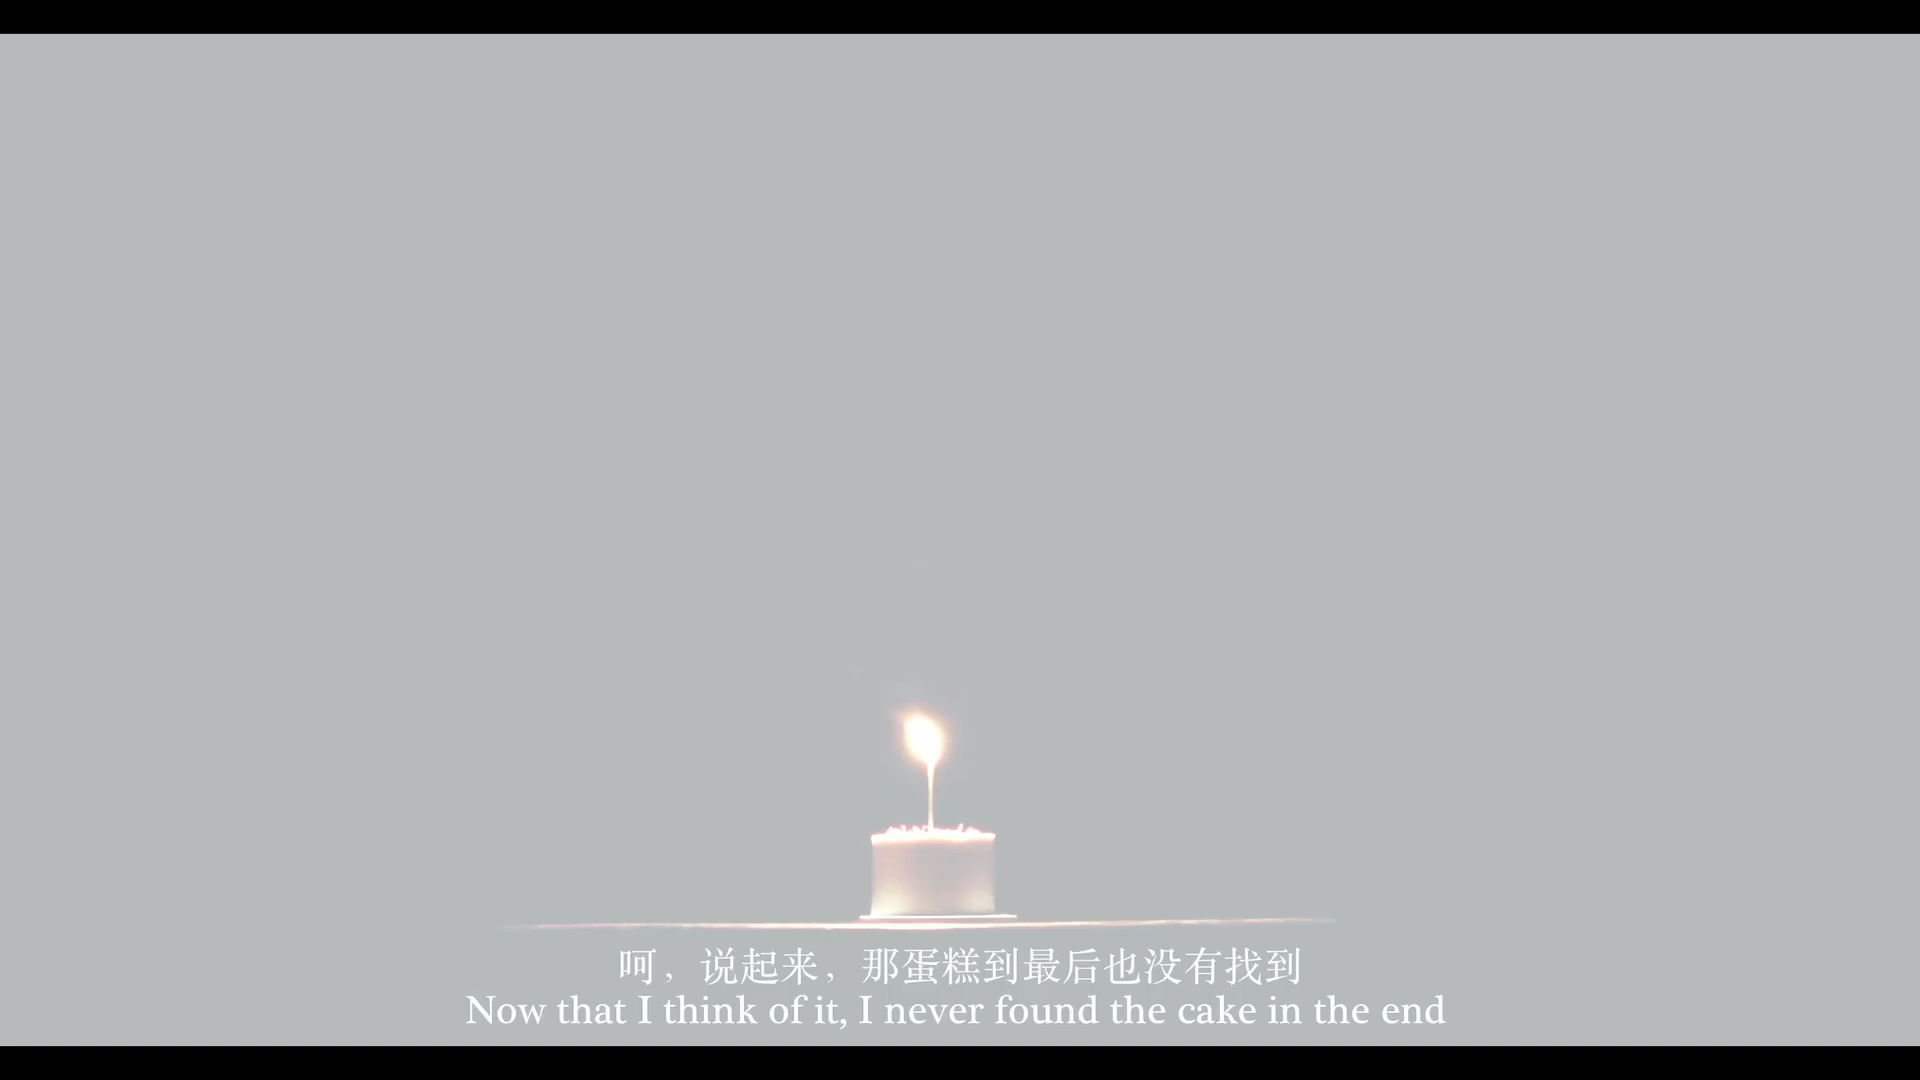 呵，说起来，那蛋糕到最后也没有找到
Now that I think of it, I never found the cake in the end